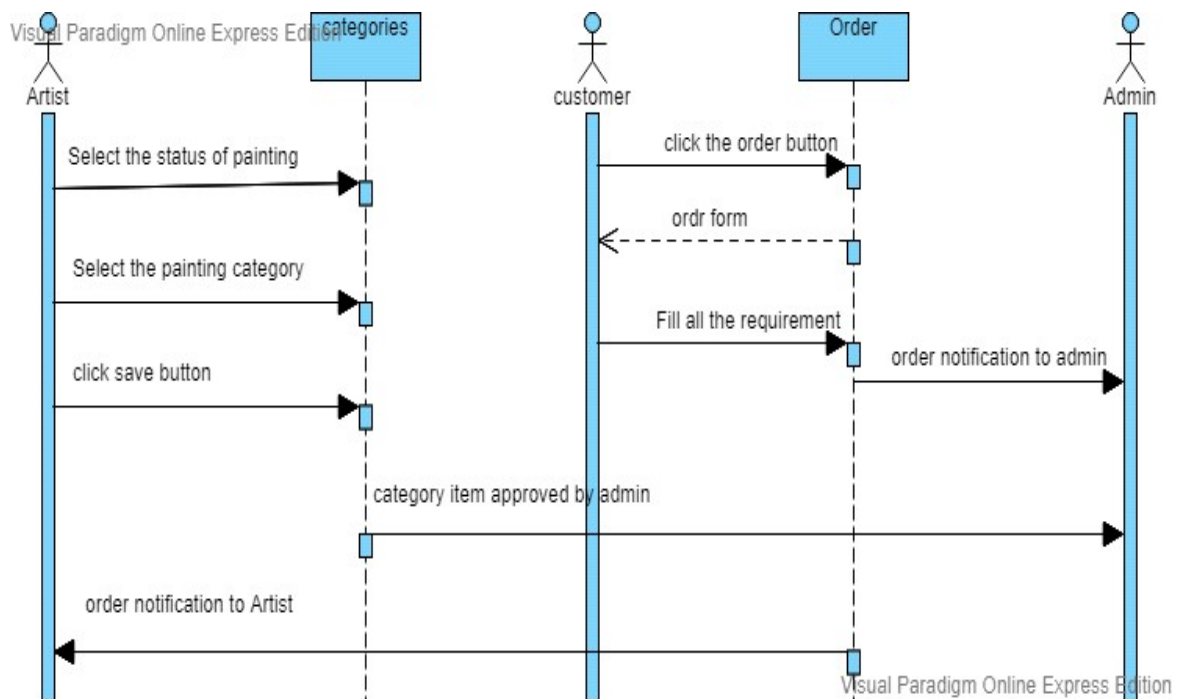 Visual Paradigm Online Express Edition
categories
Order
Artist
customer
Admin
click the order button
Select the status of painting
ordr form
Select the painting category
Fill all the requirement
order notification to admin
click save button
category item approved by admin
order notification to Artist
Visual Paradigm Online Express Edition